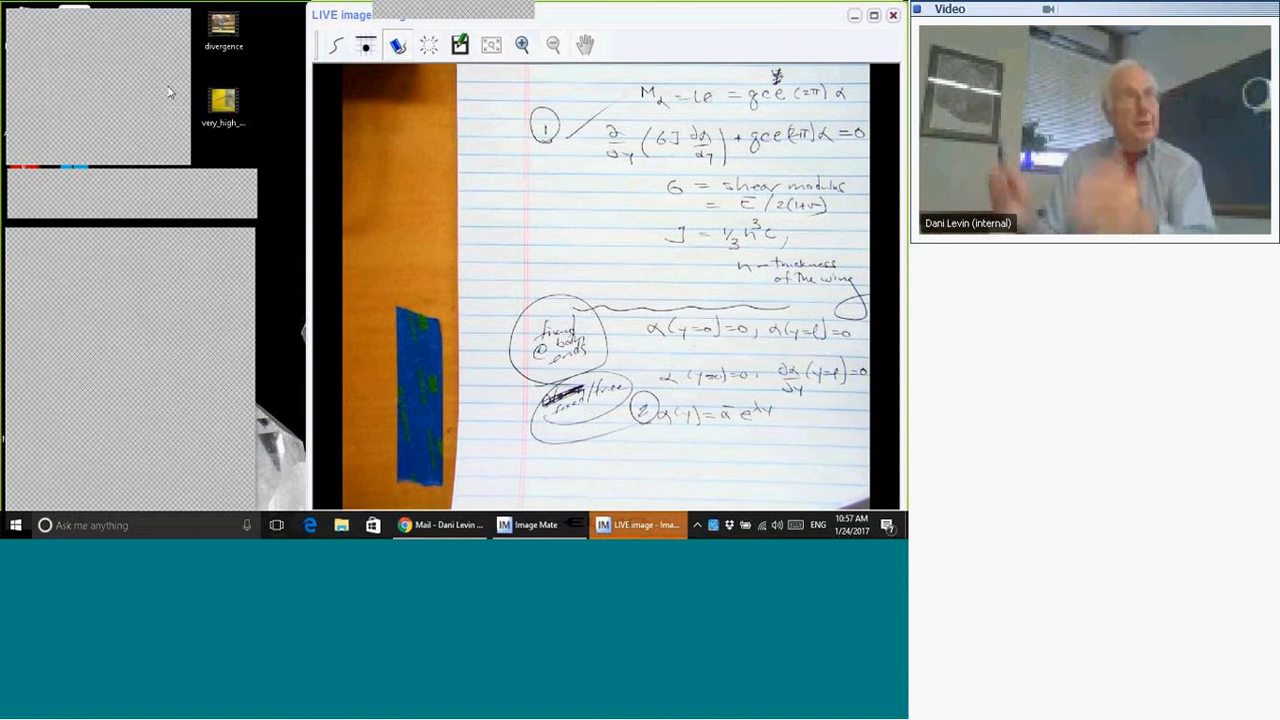 LIVE image
Video
divergence
very_high_...
M_α = Le = qce (2π) α
1
∂/∂y (GJ ∂α/∂y) + qce(2π)α = 0
G = shear modulus
= E/2(1+ν)
J = 1/3 h³c,
h – thickness
of the wing
fixed
@ both
ends
α(y=0)=0, α(y=l)=0
α(y=0)=0, ∂α/∂y (y=l)=0
fixed/free
2 α(y) = ᾱ e^λy
Dani Levin (internal)
Ask me anything
Mail - Dani Levin ...
Image Mate
LIVE image - Ima...
ENG
10:57 AM
1/24/2017
7